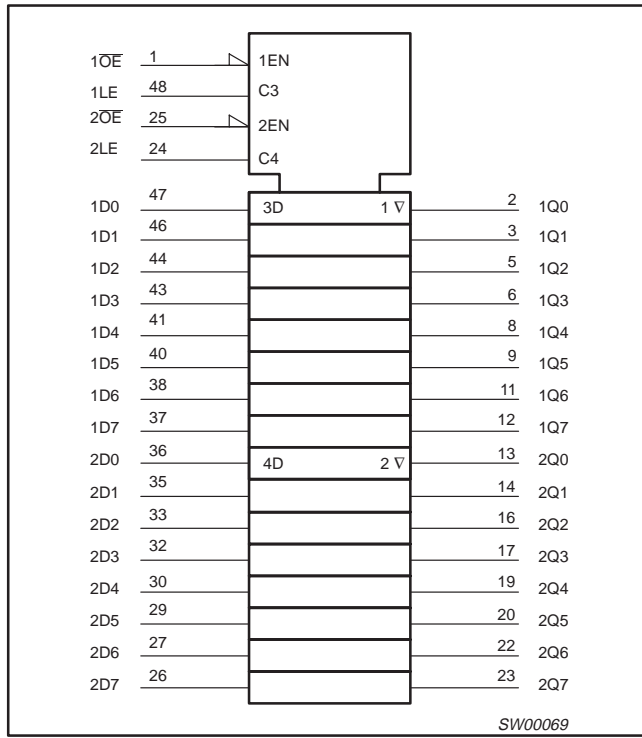 1O̅E̅ 1 1EN
1LE 48 C3
2O̅E̅ 25 2EN
2LE 24 C4
1D0 47 3D 1 ∇ 2 1Q0
1D1 46 3 1Q1
1D2 44 5 1Q2
1D3 43 6 1Q3
1D4 41 8 1Q4
1D5 40 9 1Q5
1D6 38 11 1Q6
1D7 37 12 1Q7
2D0 36 4D 2 ∇ 13 2Q0
2D1 35 14 2Q1
2D2 33 16 2Q2
2D3 32 17 2Q3
2D4 30 19 2Q4
2D5 29 20 2Q5
2D6 27 22 2Q6
2D7 26 23 2Q7
SW00069